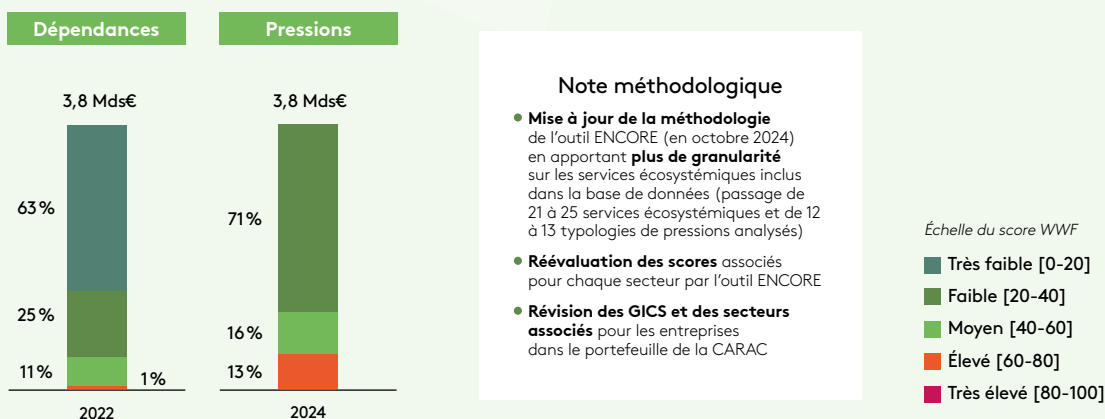 Dépendances
3,8 Mds€
63 %
25 %
11 %
1 %
2022
Pressions
3,8 Mds€
71 %
16 %
13 %
2024
Note méthodologique
• Mise à jour de la méthodologie
de l’outil ENCORE (en octobre 2024)
en apportant plus de granularité
sur les services écosystémiques inclus
dans la base de données (passage de
21 à 25 services écosystémiques et de 12
à 13 typologies de pressions analysés)
• Réévaluation des scores associés
pour chaque secteur par l’outil ENCORE
• Révision des GICS et des secteurs
associés pour les entreprises
dans le portefeuille de la CARAC
Échelle du score WWF
Très faible [0-20]
Faible [20-40]
Moyen [40-60]
Élevé [60-80]
Très élevé [80-100]